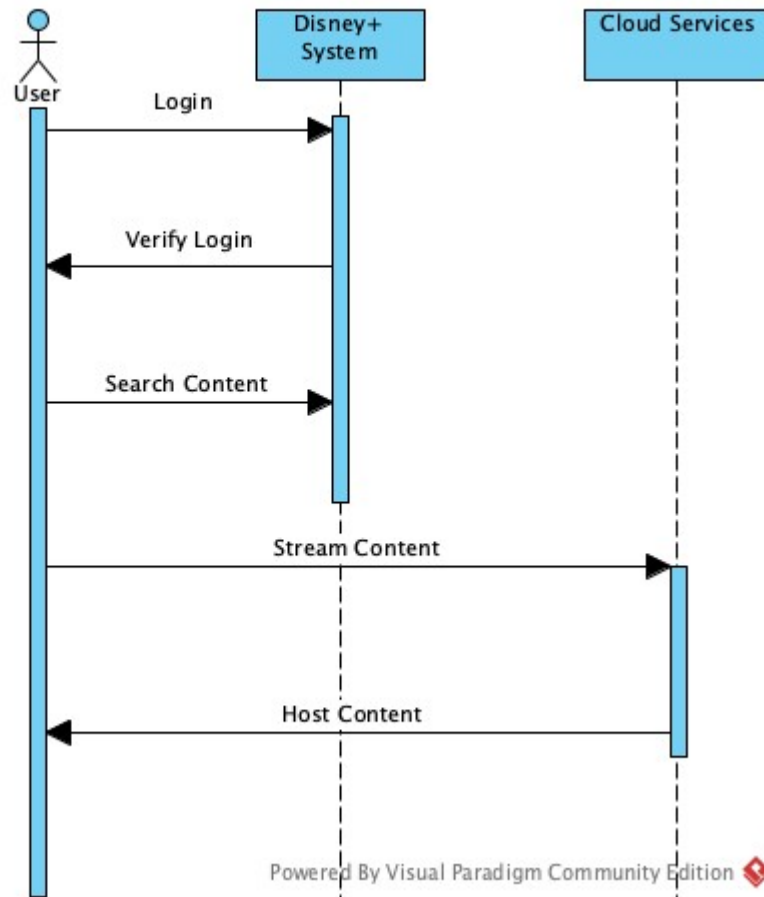 Disney+
System
Cloud Services
User
Login
Verify Login
Search Content
Stream Content
Host Content
Powered By Visual Paradigm Community Edition